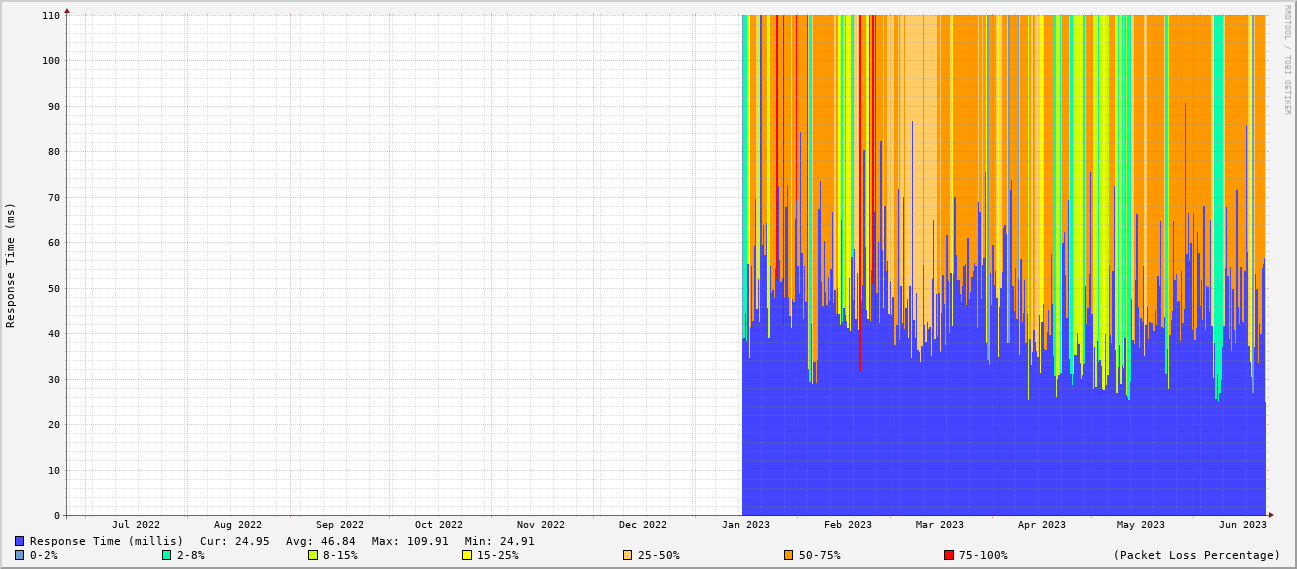 RRDTOOL / TOBI OETIKER
Response Time (ms)
110
100
90
80
70
60
50
40
30
20
10
0
Jul 2022 Aug 2022 Sep 2022 Oct 2022 Nov 2022 Dec 2022 Jan 2023 Feb 2023 Mar 2023 Apr 2023 May 2023 Jun 2023
Response Time (millis) Cur: 24.95 Avg: 46.84 Max: 109.91 Min: 24.91
0-2% 2-8% 8-15% 15-25% 25-50% 50-75% 75-100% (Packet Loss Percentage)